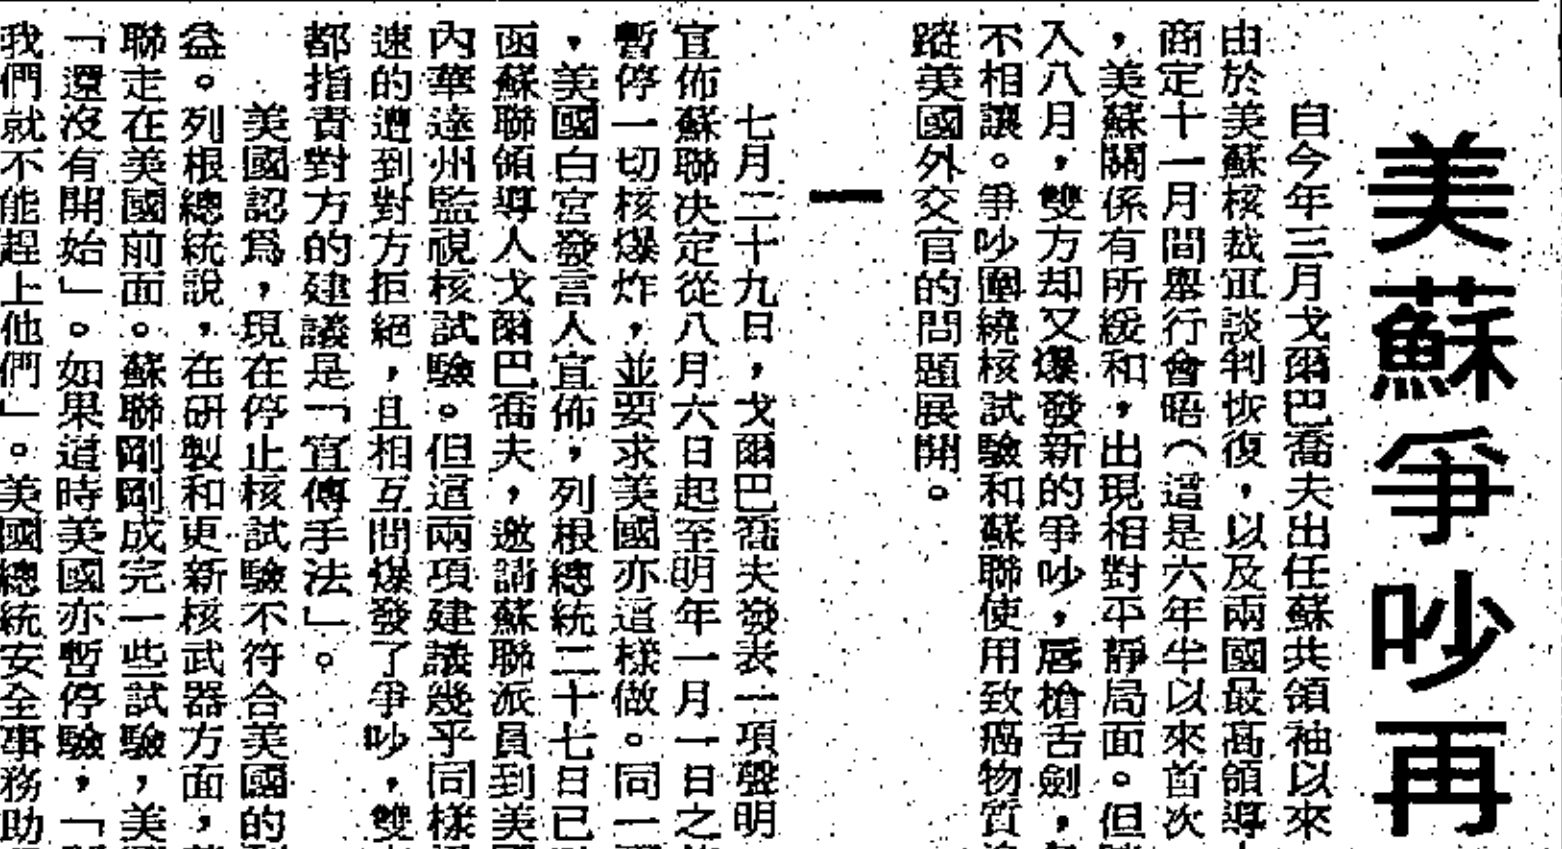 美蘇爭吵再
自今年三月戈爾巴喬夫出任蘇共領袖以來
由於美蘇核裁軍談判恢復,以及兩國最高領導
商定十一月間舉行會晤(這是六年半以來首次
,美蘇關係有所緩和,出現相對平靜局面。但
入八月,雙方却又爆發新的爭吵,唇槍舌劍,
不相讓。爭吵圍繞核試驗和蘇聯使用致癌物質
蹤美國外交官的問題展開。
一
七月二十九日,戈爾巴喬夫發表一項聲明
宣佈蘇聯決定從八月六日起至明年一月一日之
暫停一切核爆炸,並要求美國亦這樣做。同一
,美國白宮發言人宣佈,列根總統二十七日已
函蘇聯領導人戈爾巴喬夫,邀請蘇聯派員到美
內華達州監視核試驗。但這兩項建議幾乎同樣
速的遭到對方拒絕,且相互間爆發了爭吵,雙
都指責對方的建議是「宣傳手法」。
美國認爲,現在停止核試驗不符合美國的
益。列根總統說,在研製和更新核武器方面,
聯走在美國前面。蘇聯剛剛成完一些試驗,美
「還沒有開始」。如果這時美國亦暫停驗,「
我們就不能趕上他們」。美國總統安全事務助